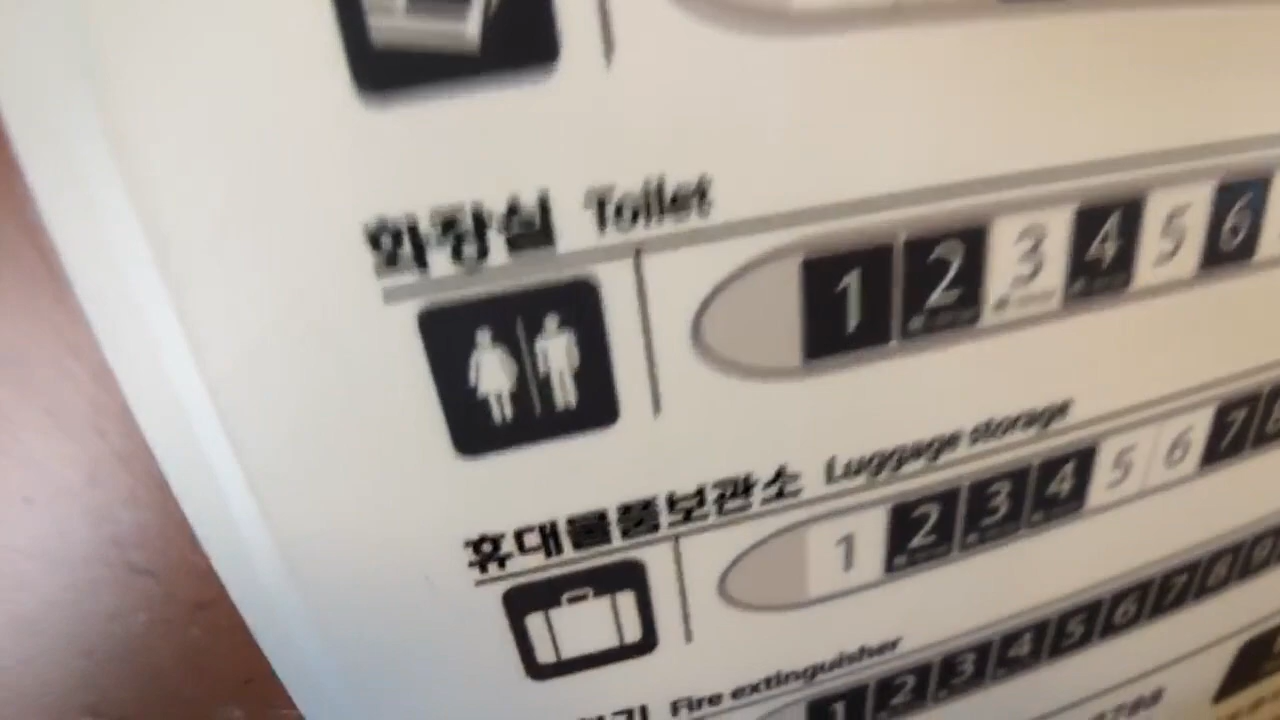 화장실 Toilet
1 2 3 4 5 6
휴대물품보관소 Luggage storage
1 2 3 4 5 6 7
Fire extinguisher
1 2 3 4 5 6 7 8 9